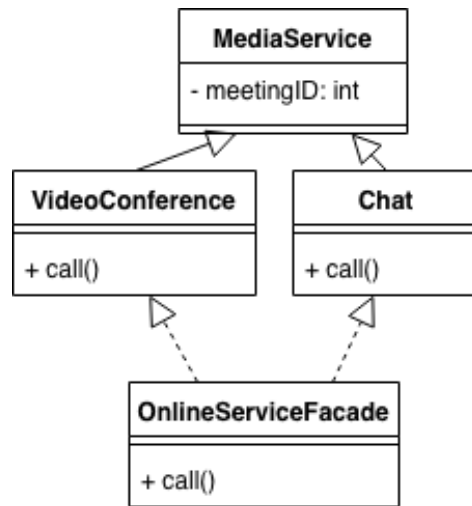 MediaService
- meetingID: int
VideoConference
+ call()
Chat
+ call()
OnlineServiceFacade
+ call()